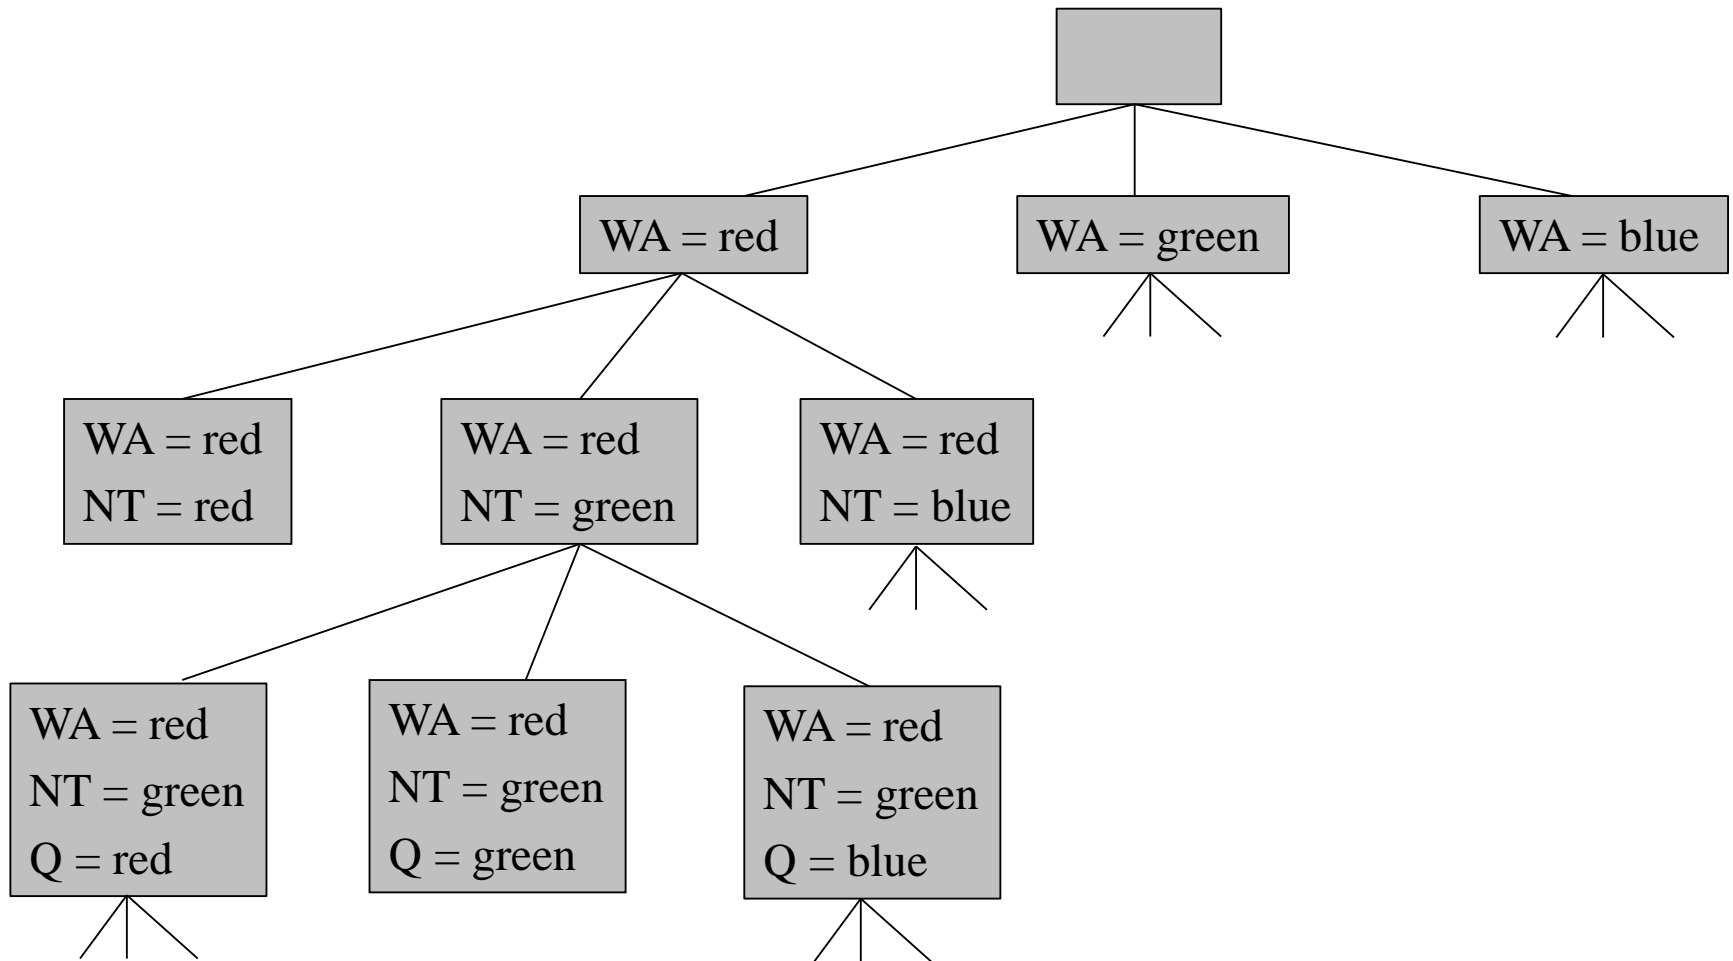 WA = red
WA = green
WA = blue
WA = red
NT = red
WA = red
NT = green
WA = red
NT = blue
WA = red
NT = green
Q = red
WA = red
NT = green
Q = green
WA = red
NT = green
Q = blue